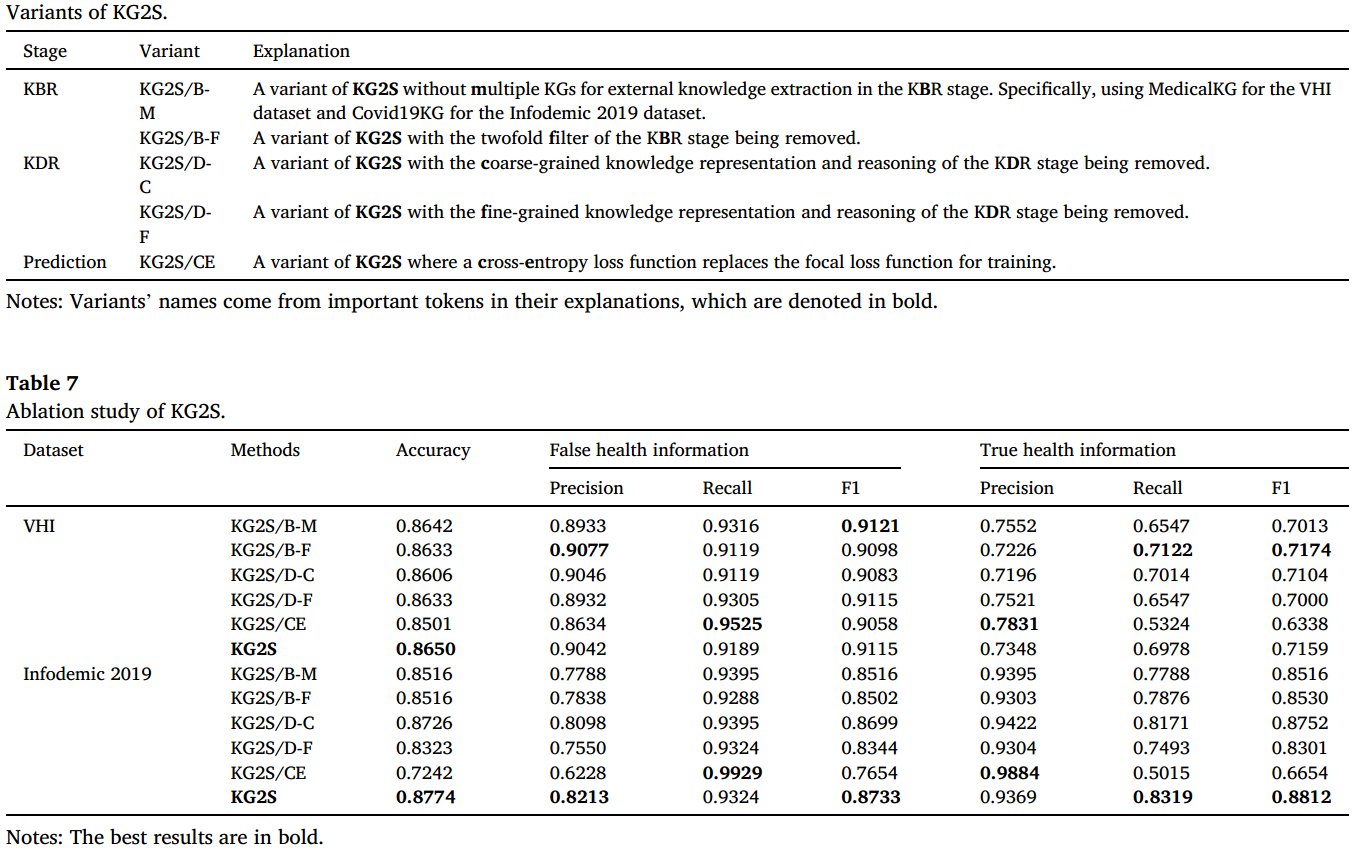 Variants of KG2S.
Stage Variant Explanation
KBR KG2S/B- A variant of KG2S without multiple KGs for external knowledge extraction in the KBR stage. Specifically, using MedicalKG for the VHI
M dataset and Covid19KG for the Infodemic 2019 dataset.
KG2S/B-F A variant of KG2S with the twofold filter of the KBR stage being removed.
KDR KG2S/D- A variant of KG2S with the coarse-grained knowledge representation and reasoning of the KDR stage being removed.
C
KG2S/D- A variant of KG2S with the fine-grained knowledge representation and reasoning of the KDR stage being removed.
F
Prediction KG2S/CE A variant of KG2S where a cross-entropy loss function replaces the focal loss function for training.
Notes: Variants’ names come from important tokens in their explanations, which are denoted in bold.
Table 7
Ablation study of KG2S.
Dataset Methods Accuracy False health information True health information
Precision Recall F1 Precision Recall F1
VHI KG2S/B-M 0.8642 0.8933 0.9316 0.9121 0.7552 0.6547 0.7013
KG2S/B-F 0.8633 0.9077 0.9119 0.9098 0.7226 0.7122 0.7174
KG2S/D-C 0.8606 0.9046 0.9119 0.9083 0.7196 0.7014 0.7104
KG2S/D-F 0.8633 0.8932 0.9305 0.9115 0.7521 0.6547 0.7000
KG2S/CE 0.8501 0.8634 0.9525 0.9058 0.7831 0.5324 0.6338
KG2S 0.8650 0.9042 0.9189 0.9115 0.7348 0.6978 0.7159
Infodemic 2019 KG2S/B-M 0.8516 0.7788 0.9395 0.8516 0.9395 0.7788 0.8516
KG2S/B-F 0.8516 0.7838 0.9288 0.8502 0.9303 0.7876 0.8530
KG2S/D-C 0.8726 0.8098 0.9395 0.8699 0.9422 0.8171 0.8752
KG2S/D-F 0.8323 0.7550 0.9324 0.8344 0.9304 0.7493 0.8301
KG2S/CE 0.7242 0.6228 0.9929 0.7654 0.9884 0.5015 0.6654
KG2S 0.8774 0.8213 0.9324 0.8733 0.9369 0.8319 0.8812
Notes: The best results are in bold.